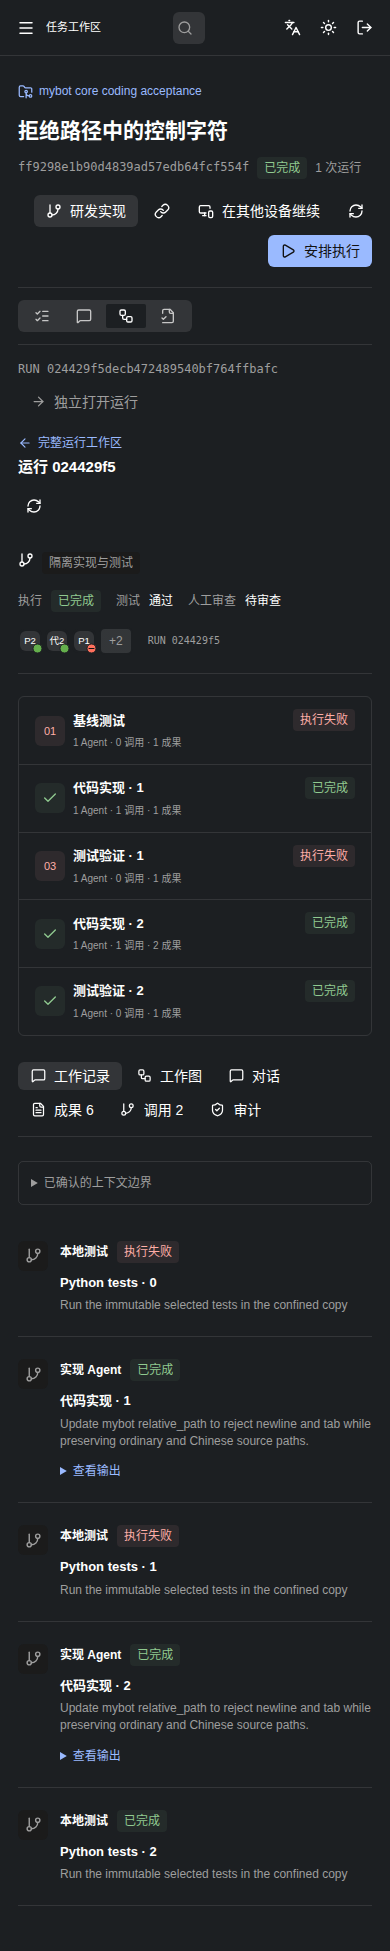 任务工作区
mybot core coding acceptance
拒绝路径中的控制字符
ff9298e1b90d4839ad57edb64fcf554f 已完成 1 次运行
研发实现 在其他设备继续
安排执行
RUN 024429f5decb472489540bf764ffbafc
独立打开运行
完整运行工作区
运行 024429f5
隔离实现与测试
执行 已完成 测试 通过 人工审查 待审查
P2 代2 P1 +2 RUN 024429f5
01 基线测试 执行失败
1 Agent · 0 调用 · 1 成果
代码实现 · 1 已完成
1 Agent · 1 调用 · 1 成果
03 测试验证 · 1 执行失败
1 Agent · 0 调用 · 1 成果
代码实现 · 2 已完成
1 Agent · 1 调用 · 2 成果
测试验证 · 2 已完成
1 Agent · 0 调用 · 1 成果
工作记录 工作图 对话
成果 6 调用 2 审计
已确认的上下文边界
本地测试 执行失败
Python tests · 0
Run the immutable selected tests in the confined copy
实现 Agent 已完成
代码实现 · 1
Update mybot relative_path to reject newline and tab while
preserving ordinary and Chinese source paths.
查看输出
本地测试 执行失败
Python tests · 1
Run the immutable selected tests in the confined copy
实现 Agent 已完成
代码实现 · 2
Update mybot relative_path to reject newline and tab while
preserving ordinary and Chinese source paths.
查看输出
本地测试 已完成
Python tests · 2
Run the immutable selected tests in the confined copy